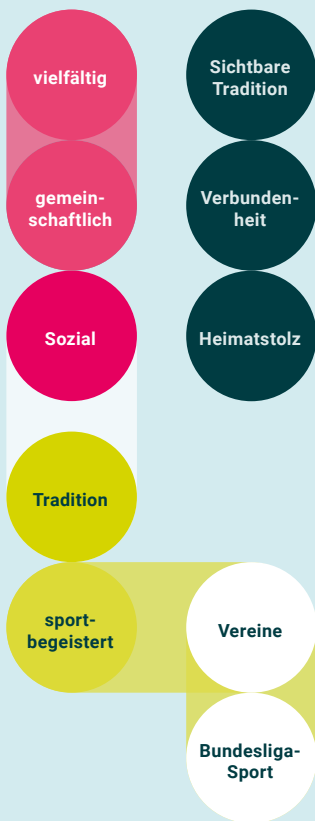 vielfältig
gemein-
schaftlich
Sozial
Tradition
sport-
begeistert
Sichtbare
Tradition
Verbunden-
heit
Heimatstolz
Vereine
Bundesliga-
Sport